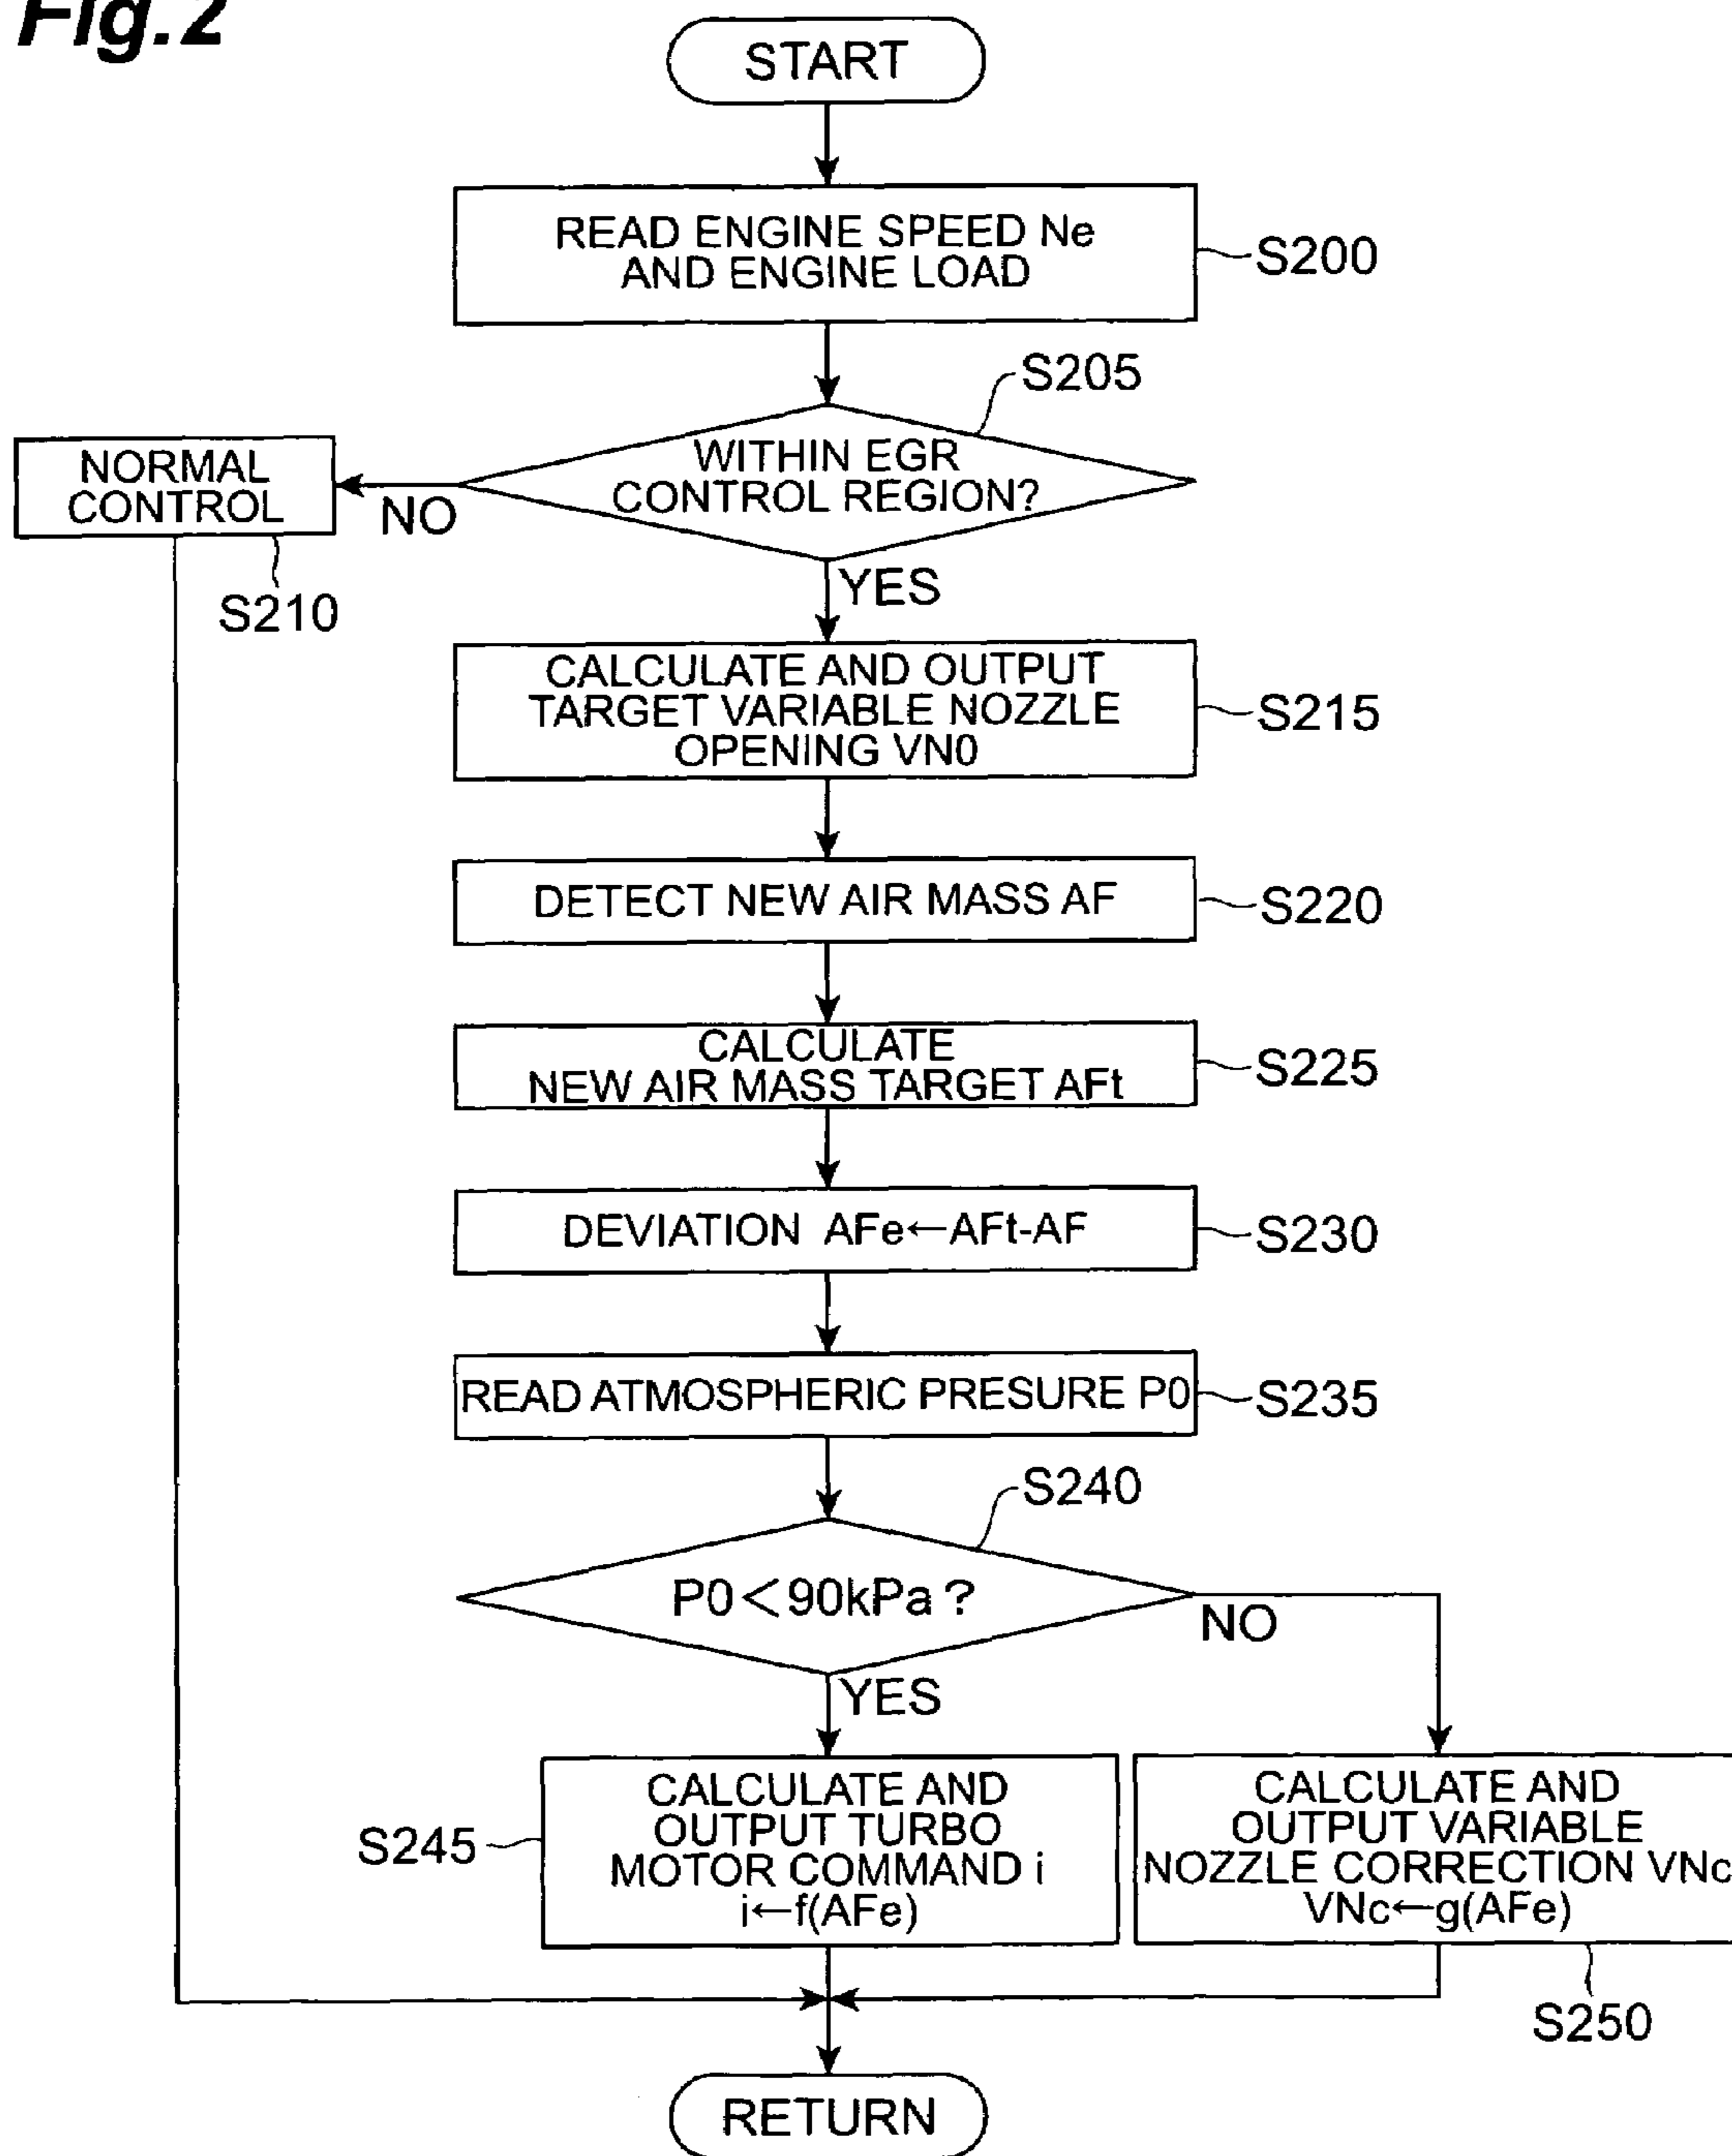 Fig.2
START
READ ENGINE SPEED Ne
AND ENGINE LOAD
S200
S205
WITHIN EGR
CONTROL REGION?
NORMAL
CONTROL
NO
S210
YES
CALCULATE AND OUTPUT
TARGET VARIABLE NOZZLE
OPENING VN0
S215
DETECT NEW AIR MASS AF
S220
CALCULATE
NEW AIR MASS TARGET AFt
S225
DEVIATION AFe←AFt-AF
S230
READ ATMOSPHERIC PRESURE P0
S235
S240
P0<90kPa?
NO
YES
CALCULATE AND
OUTPUT TURBO
MOTOR COMMAND i
i←f(AFe)
S245
CALCULATE AND
OUTPUT VARIABLE
NOZZLE CORRECTION VNc
VNc←g(AFe)
S250
RETURN